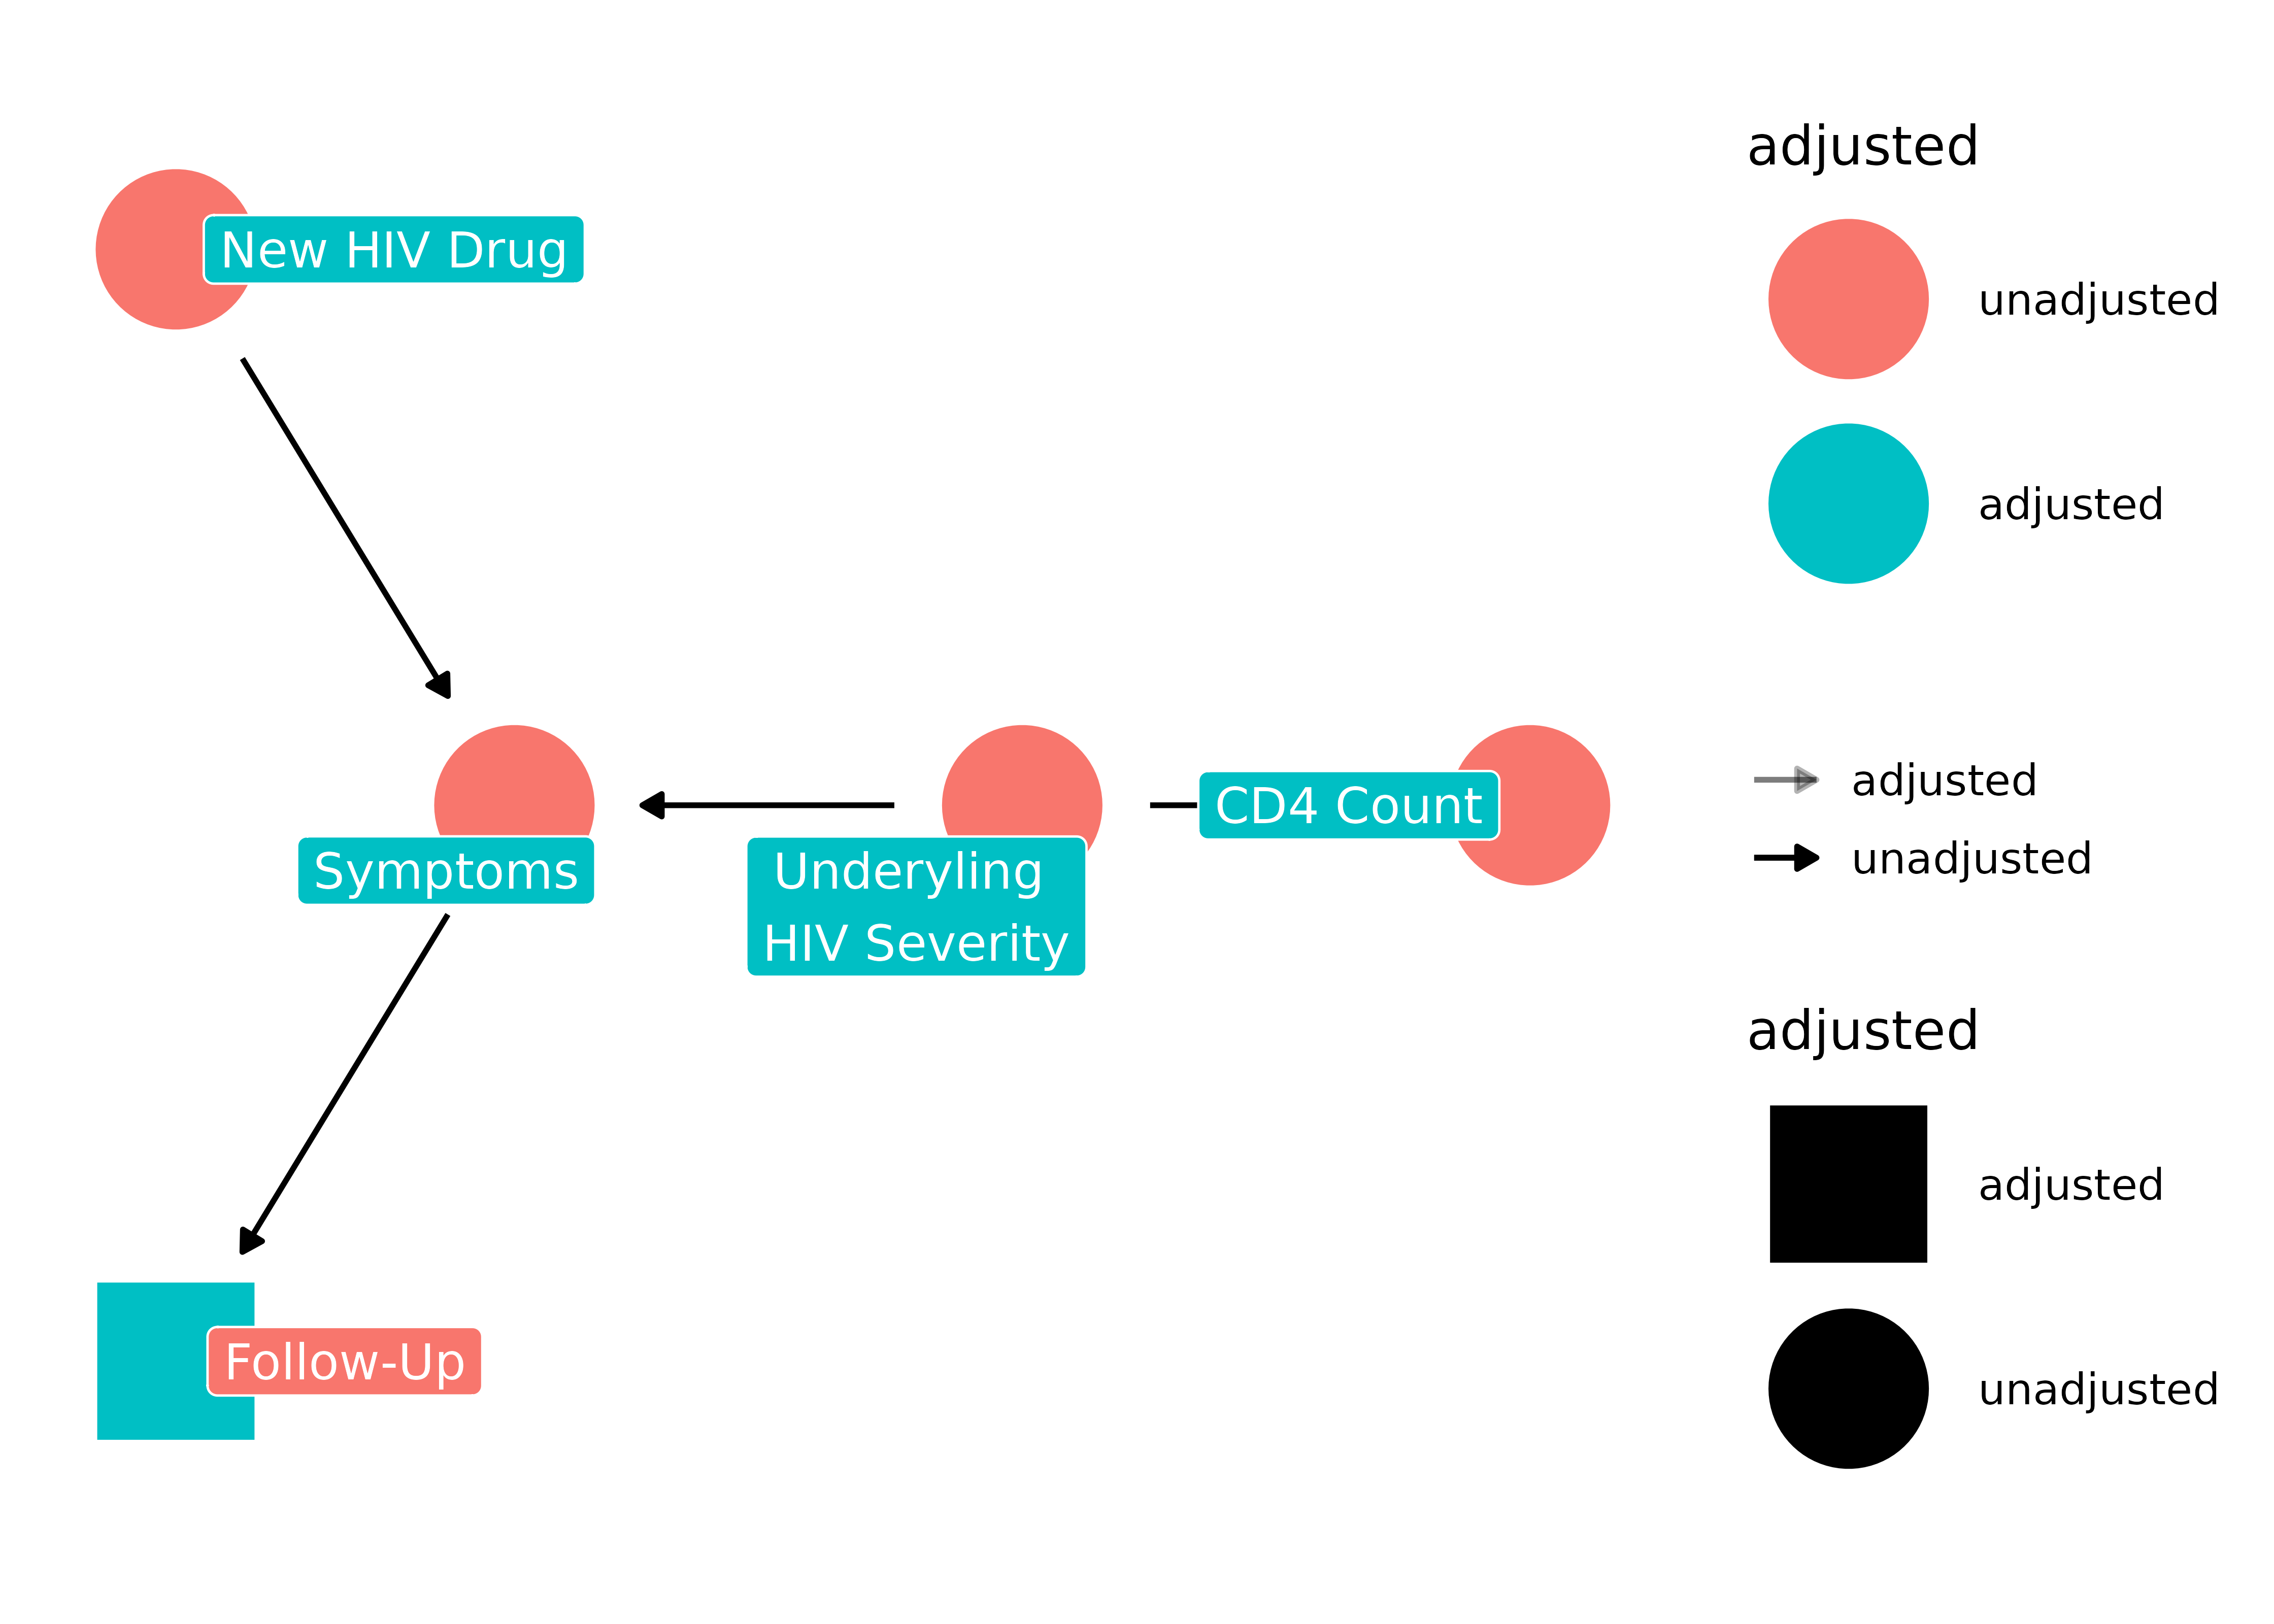 New HIV Drug
Symptoms
Underyling
HIV Severity
CD4 Count
Follow-Up
adjusted
unadjusted
adjusted
adjusted
unadjusted
adjusted
adjusted
unadjusted